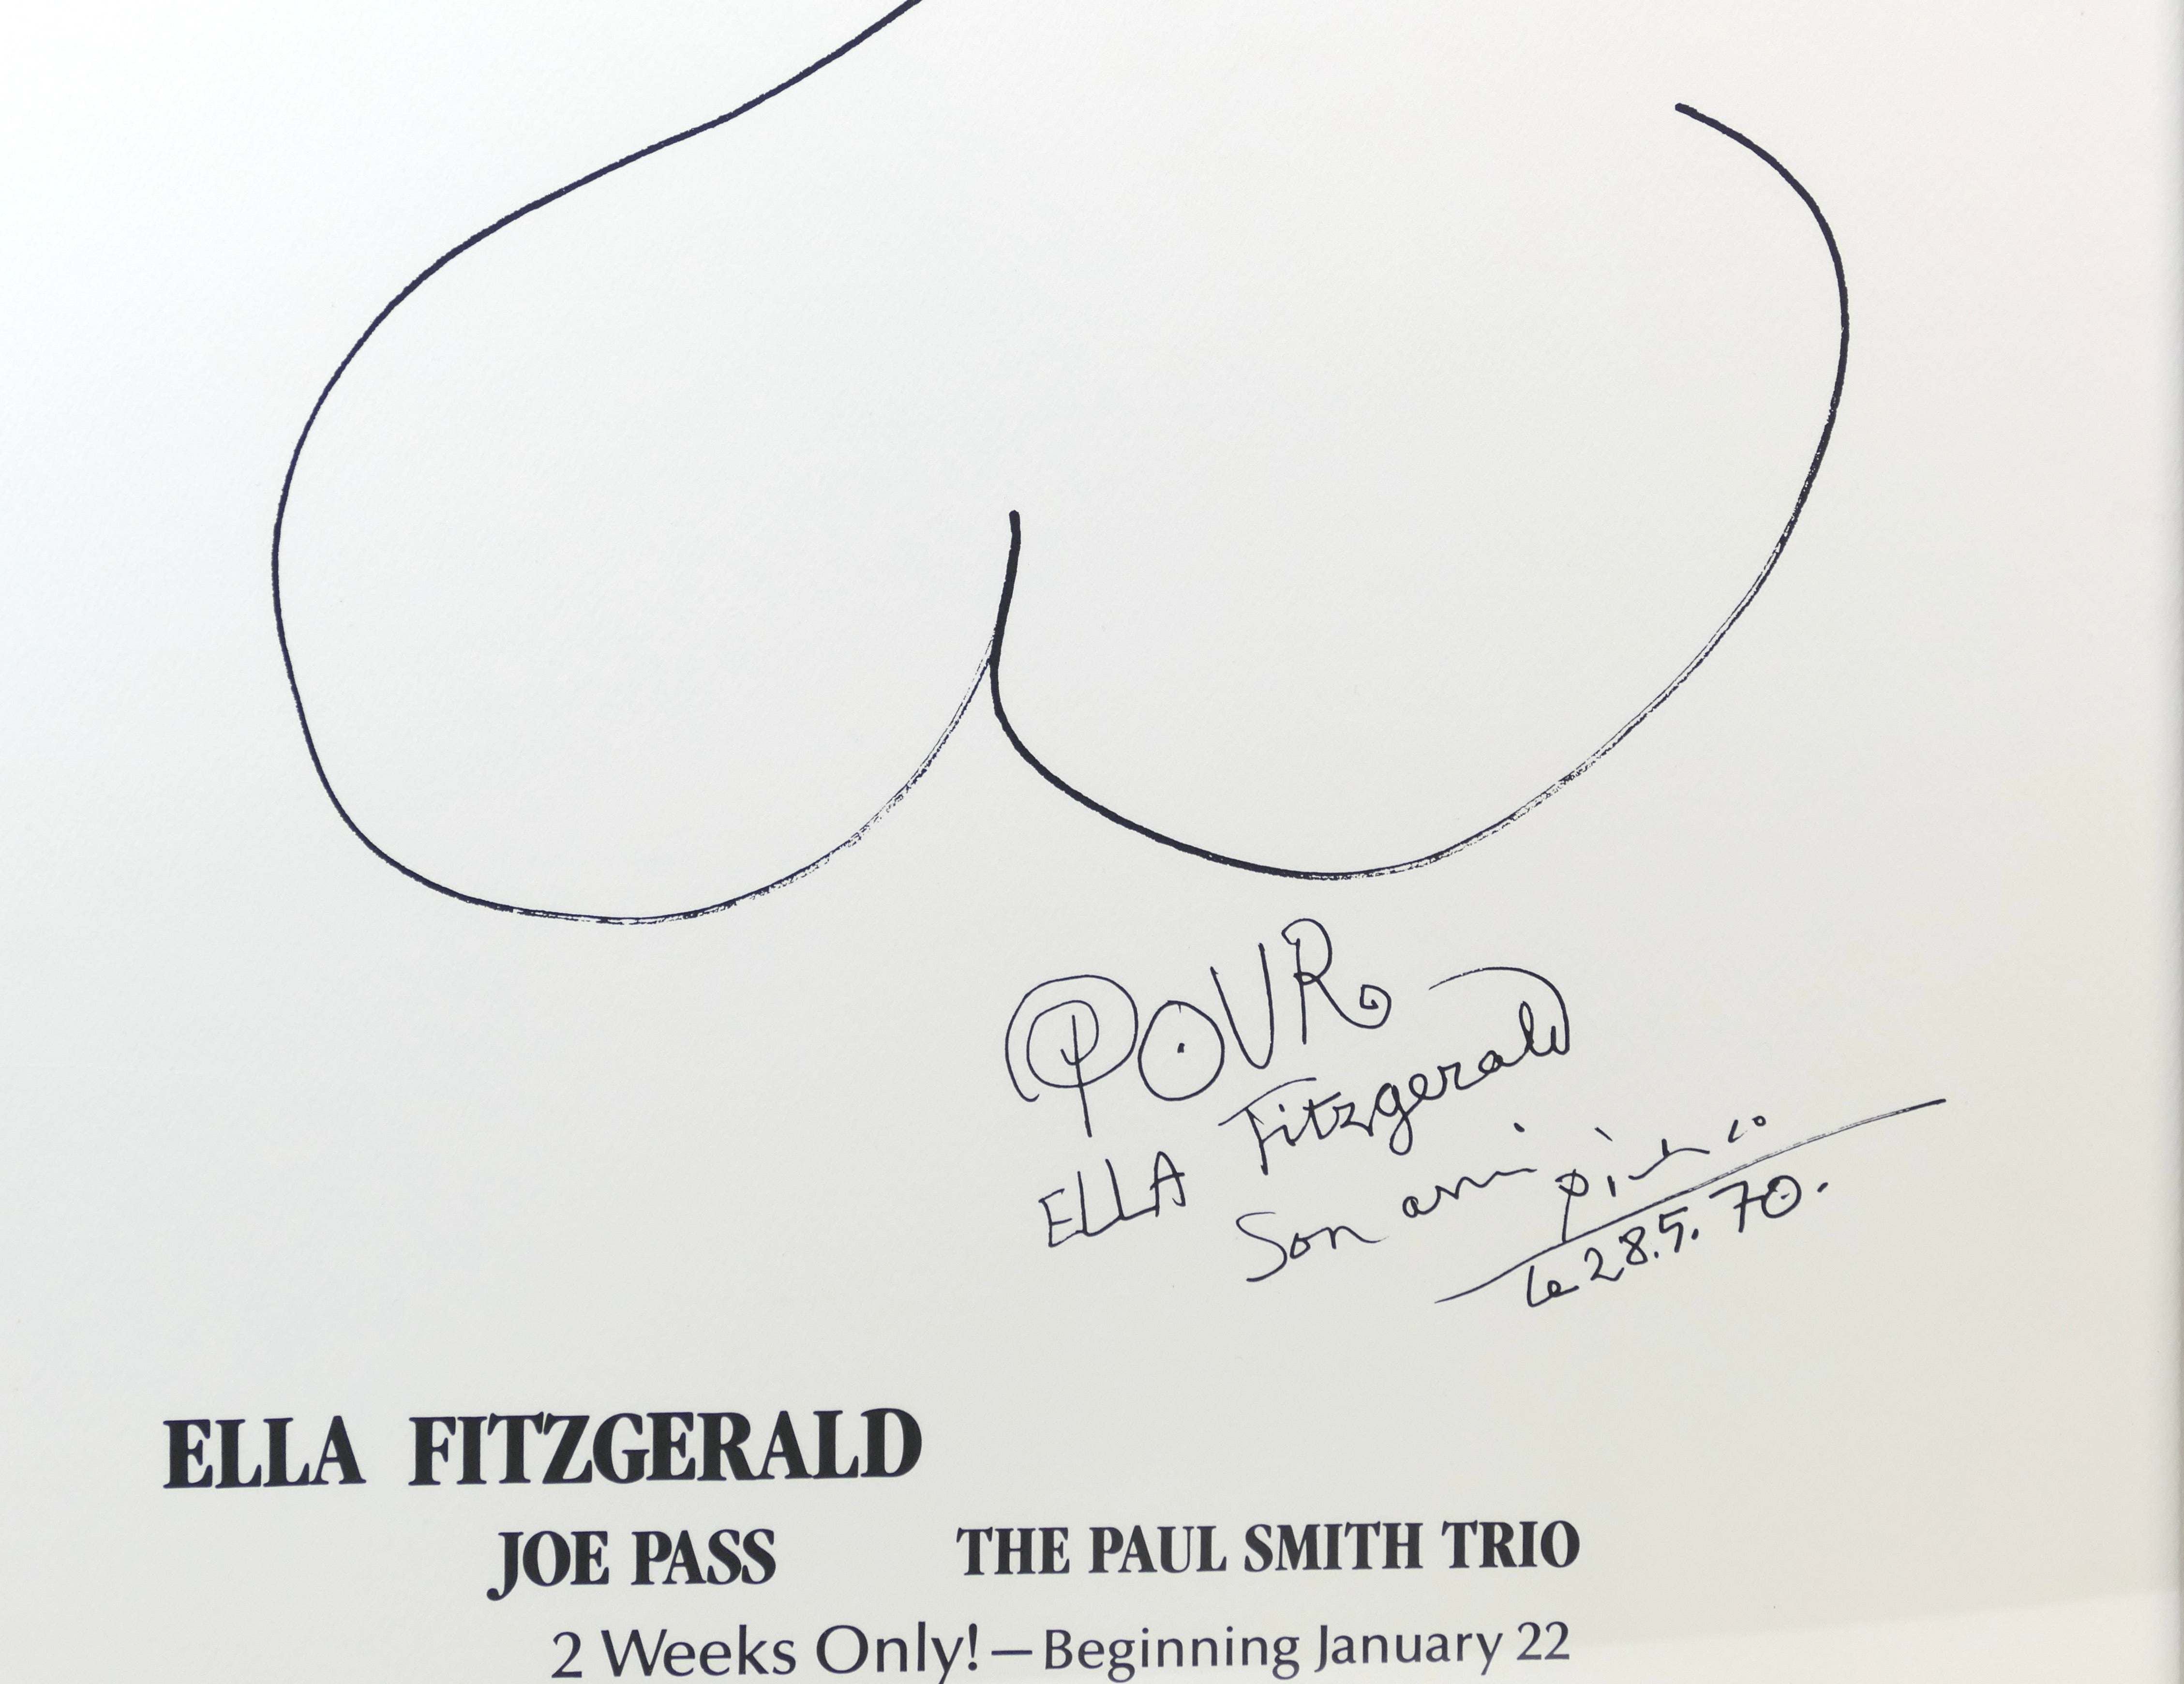 POUR
ELLA Fitzgerald
Son ami Picasso
le 28.5.70.
ELLA FITZGERALD
JOE PASS THE PAUL SMITH TRIO
2 Weeks Only!—Beginning January 22